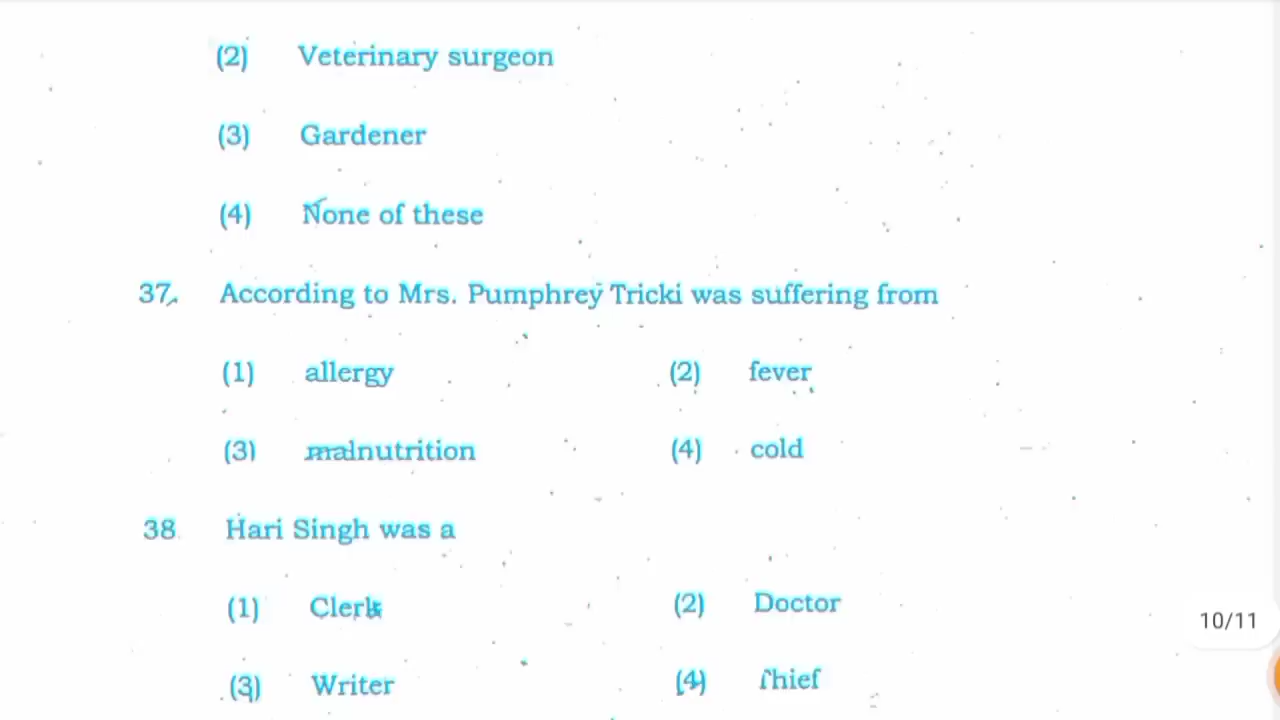 (2) Veterinary surgeon
(3) Gardener
(4) None of these
37. According to Mrs. Pumphrey Tricki was suffering from
(1) allergy (2) fever
(3) malnutrition (4) cold
38. Hari Singh was a
(1) Clerk (2) Doctor
10/11
(3) Writer (4) Thief